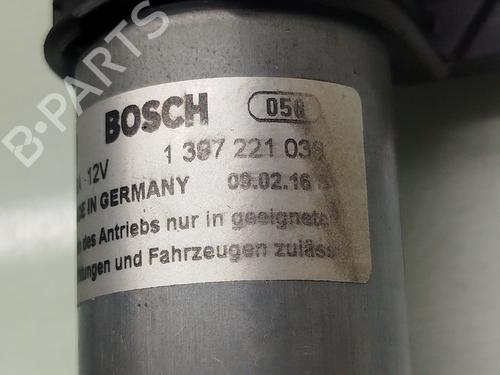 B-PARTS
BOSCH 058
12V 1 397 221 03
IN GERMANY 09.02.16
des Antriebs nur in geeignete
ungen und Fahrzeugen zuläss